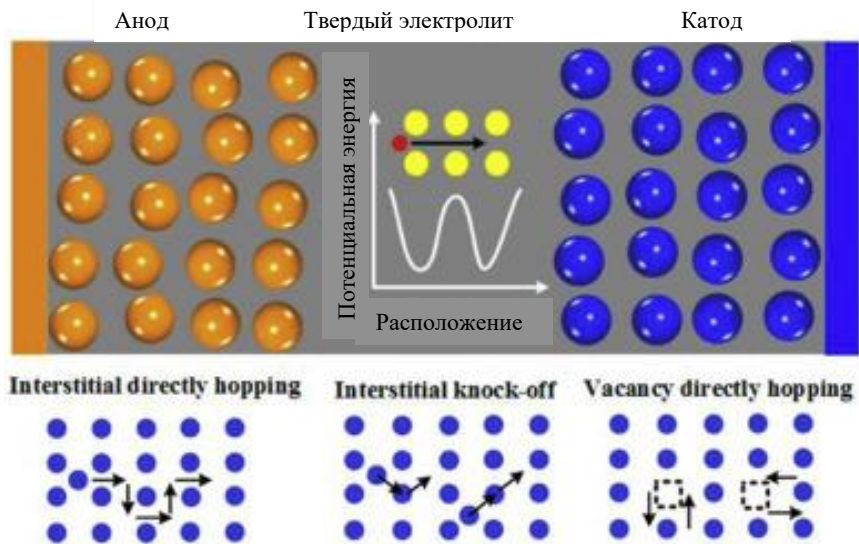 Анод
Твердый электролит
Катод
Потенциальная энергия
Расположение
Interstitial directly hopping
Interstitial knock-off
Vacancy directly hopping